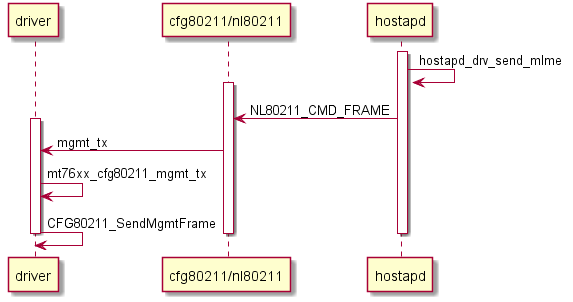 driver
cfg80211/nl80211
hostapd
hostapd_drv_send_mlme
NL80211_CMD_FRAME
mgmt_tx
mt76xx_cfg80211_mgmt_tx
CFG80211_SendMgmtFrame
driver
cfg80211/nl80211
hostapd